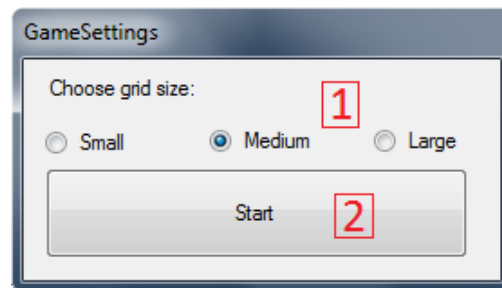 GameSettings
Choose grid size:
1
Small Medium Large
Start 2